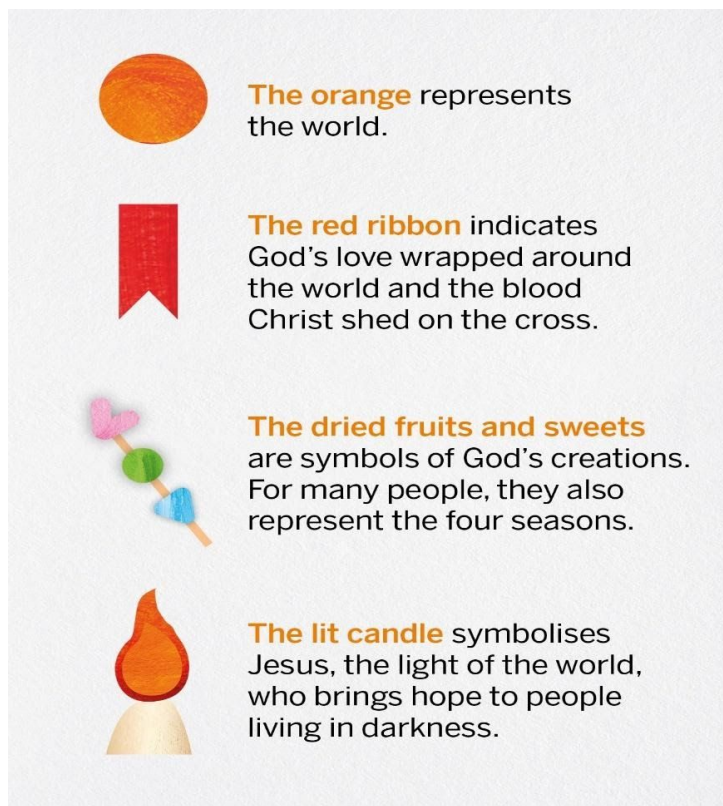 The orange represents
the world.
The red ribbon indicates
God’s love wrapped around
the world and the blood
Christ shed on the cross.
The dried fruits and sweets
are symbols of God’s creations.
For many people, they also
represent the four seasons.
The lit candle symbolises
Jesus, the light of the world,
who brings hope to people
living in darkness.